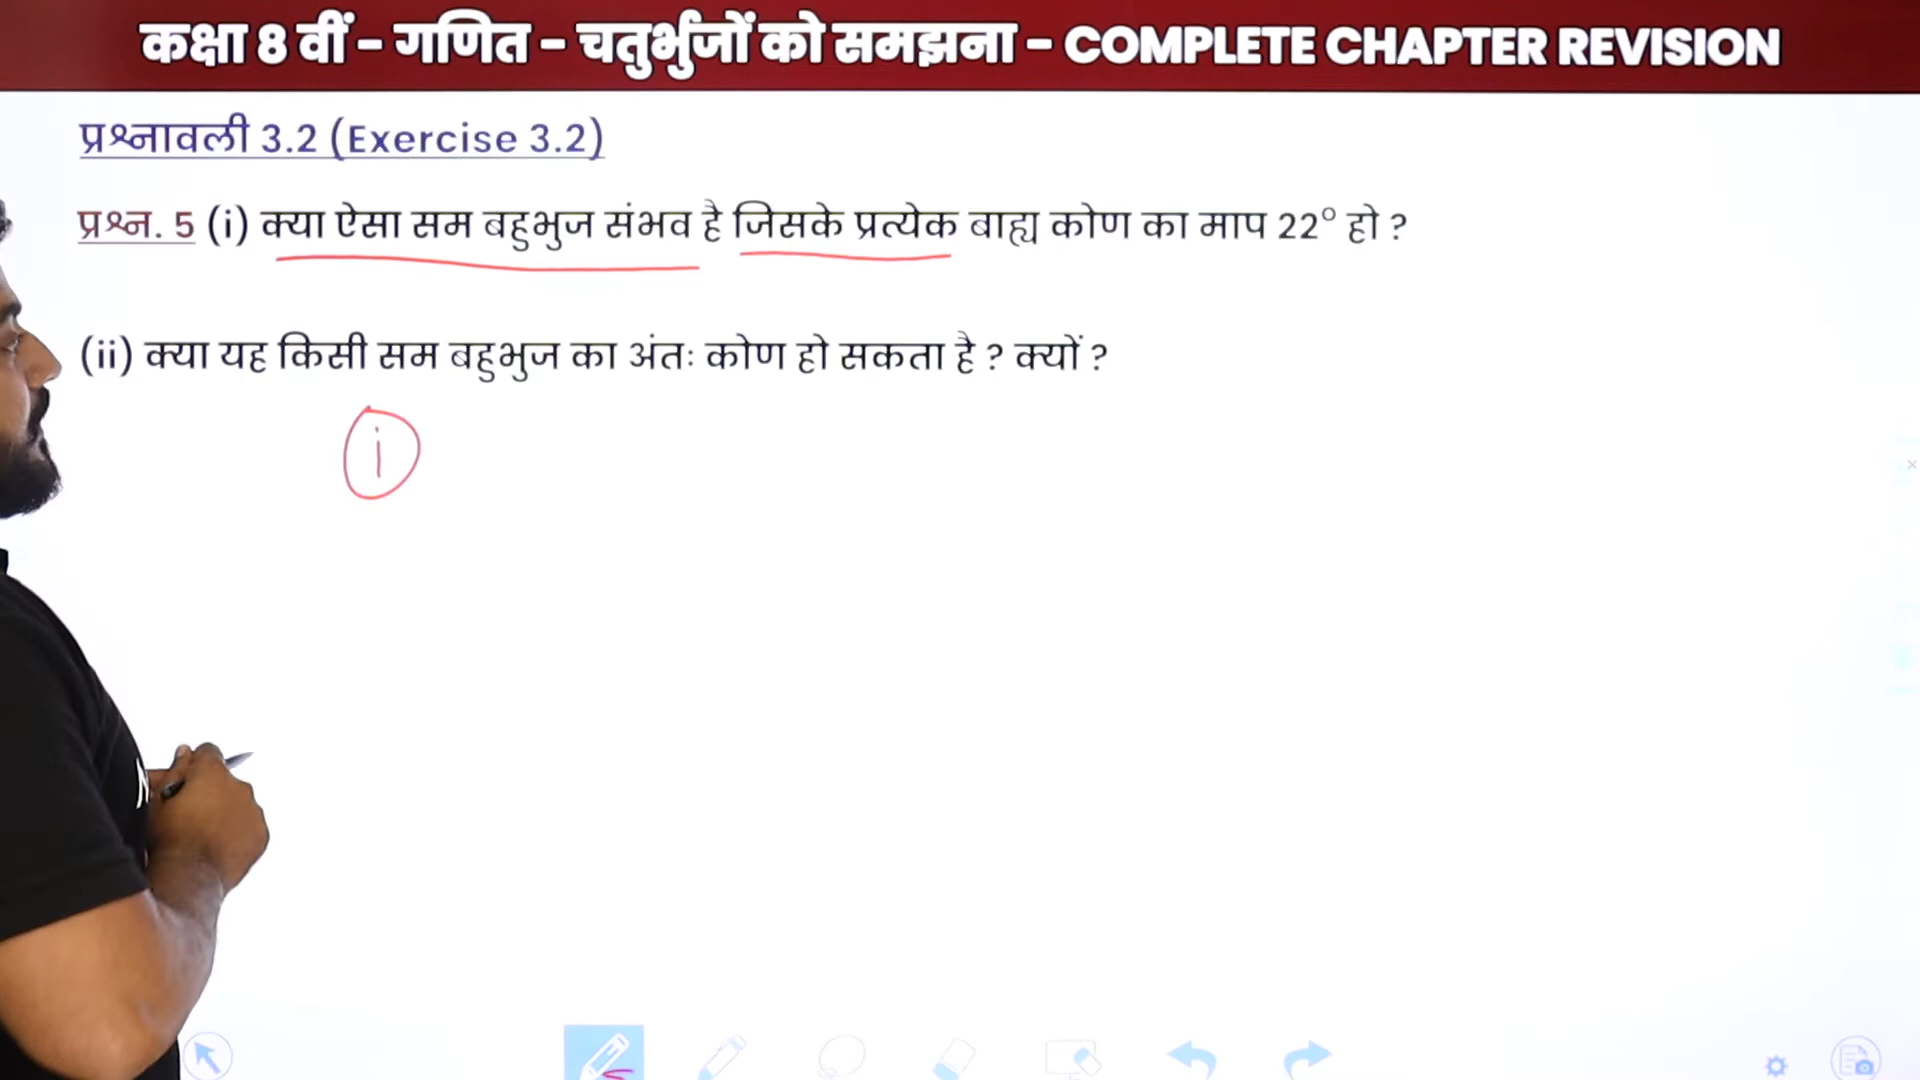 कक्षा 8 वीं – गणित – चतुर्भुजों को समझना – COMPLETE CHAPTER REVISION
प्रश्नावली 3.2 (Exercise 3.2)
प्रश्न. 5 (i) क्या ऐसा सम बहुभुज संभव है जिसके प्रत्येक बाह्य कोण का माप 22° हो ?
(ii) क्या यह किसी सम बहुभुज का अंतः कोण हो सकता है ? क्यों ?
i